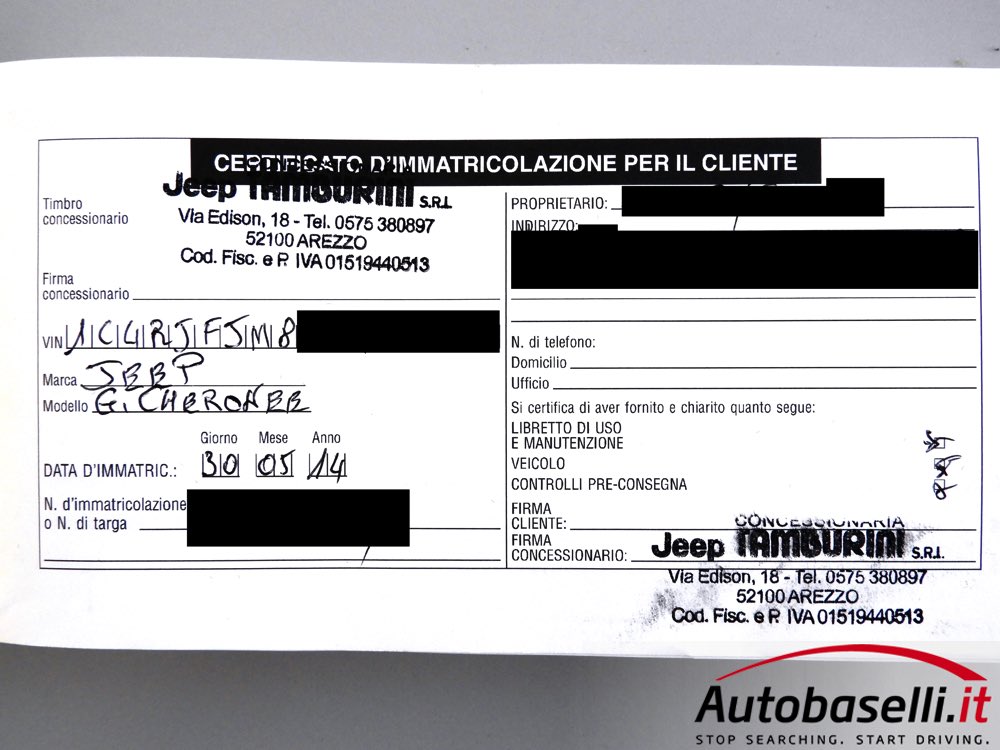 CERTIFICATO D'IMMATRICOLAZIONE PER IL CLIENTE
Timbro
concessionario
Jeep TAMBURINI S.R.L.
Via Edison, 18 - Tel. 0575 380897
52100 AREZZO
Cod. Fisc. e P. IVA 01519440513
Firma
concessionario
VIN 1C4RJFJM8
Marca JEEP
Modello G. CHEROKEE
Giorno Mese Anno
DATA D'IMMATRIC.: 30 05 14
N. d'immatricolazione
o N. di targa
PROPRIETARIO:
INDIRIZZO:
N. di telefono:
Domicilio
Ufficio
Si certifica di aver fornito e chiarito quanto segue:
LIBRETTO DI USO
E MANUTENZIONE
VEICOLO
CONTROLLI PRE-CONSEGNA
FIRMA
CLIENTE:
FIRMA
CONCESSIONARIO:
CONCESSIONARIA
Jeep TAMBURINI S.R.L.
Via Edison, 18 - Tel. 0575 380897
52100 AREZZO
Cod. Fisc. e P. IVA 01519440513
Autobaselli.it
STOP SEARCHING. START DRIVING.